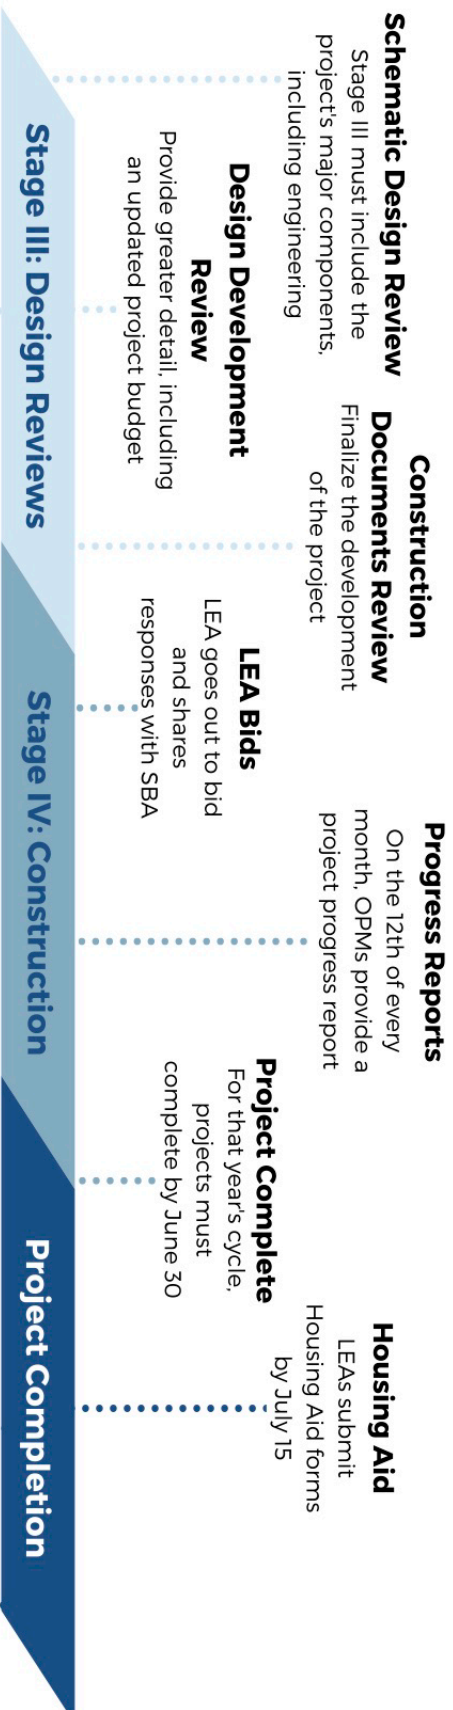 Schematic Design Review
Stage III must include the
project's major components,
including engineering
Design Development
Review
Provide greater detail, including
an updated project budget
Construction
Documents Review
Finalize the development
of the project
LEA Bids
LEA goes out to bid
and shares
responses with SBA
Progress Reports
On the 12th of every
month, OPMs provide a
project progress report
Project Complete
For that year's cycle,
projects must
complete by June 30
Housing Aid
LEAs submit
Housing Aid forms
by July 15
Stage III: Design Reviews
Stage IV: Construction
Project Completion